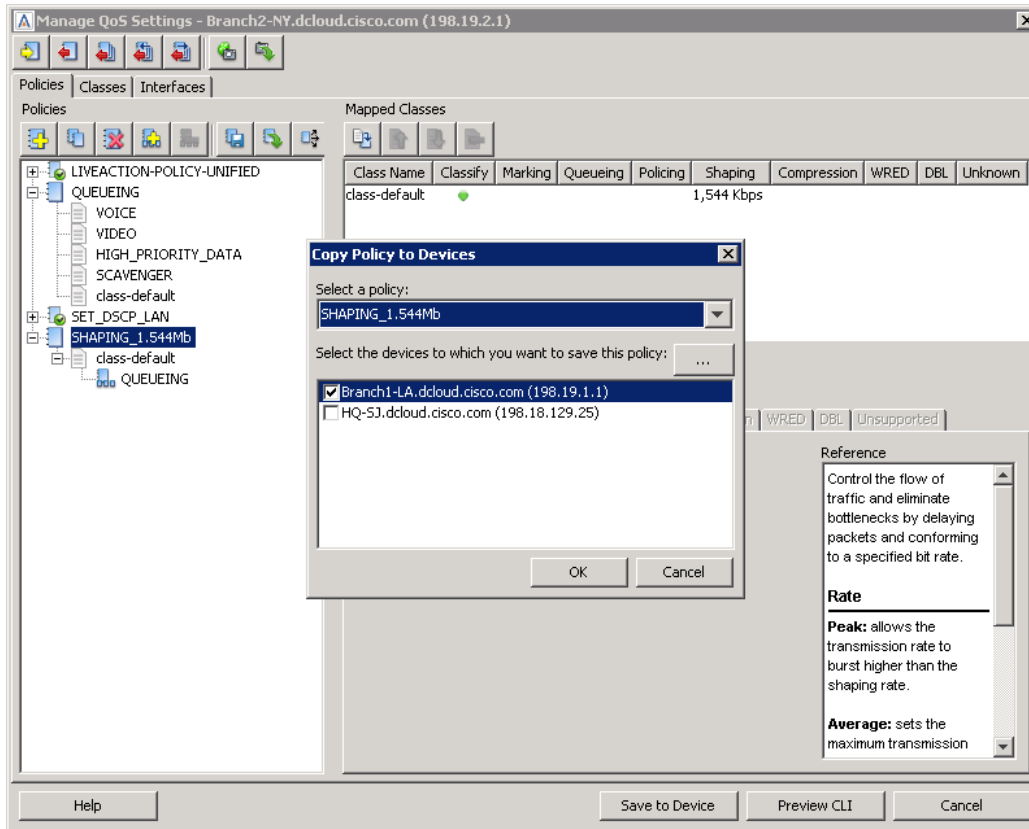 Manage QoS Settings - Branch2-NY.dcloud.cisco.com (198.19.2.1)
Policies
Classes
Interfaces
Policies
Mapped Classes
LIVEACTION-POLICY-UNIFIED
QUEUEING
VOICE
VIDEO
HIGH_PRIORITY_DATA
SCAVENGER
class-default
SET_DSCP_LAN
SHAPING_1.544Mb
class-default
QUEUEING
Class Name Classify Marking Queueing Policing Shaping Compression WRED DBL Unknown
class-default 1,544 Kbps
Copy Policy to Devices
Select a policy:
SHAPING_1.544Mb
Select the devices to which you want to save this policy: ...
Branch1-LA.dcloud.cisco.com (198.19.1.1)
HQ-SJ.dcloud.cisco.com (198.18.129.25)
OK Cancel
n WRED DBL Unsupported
Reference
Control the flow of
traffic and eliminate
bottlenecks by delaying
packets and conforming
to a specified bit rate.
Rate
Peak: allows the
transmission rate to
burst higher than the
shaping rate.
Average: sets the
maximum transmission
Help Save to Device Preview CLI Cancel